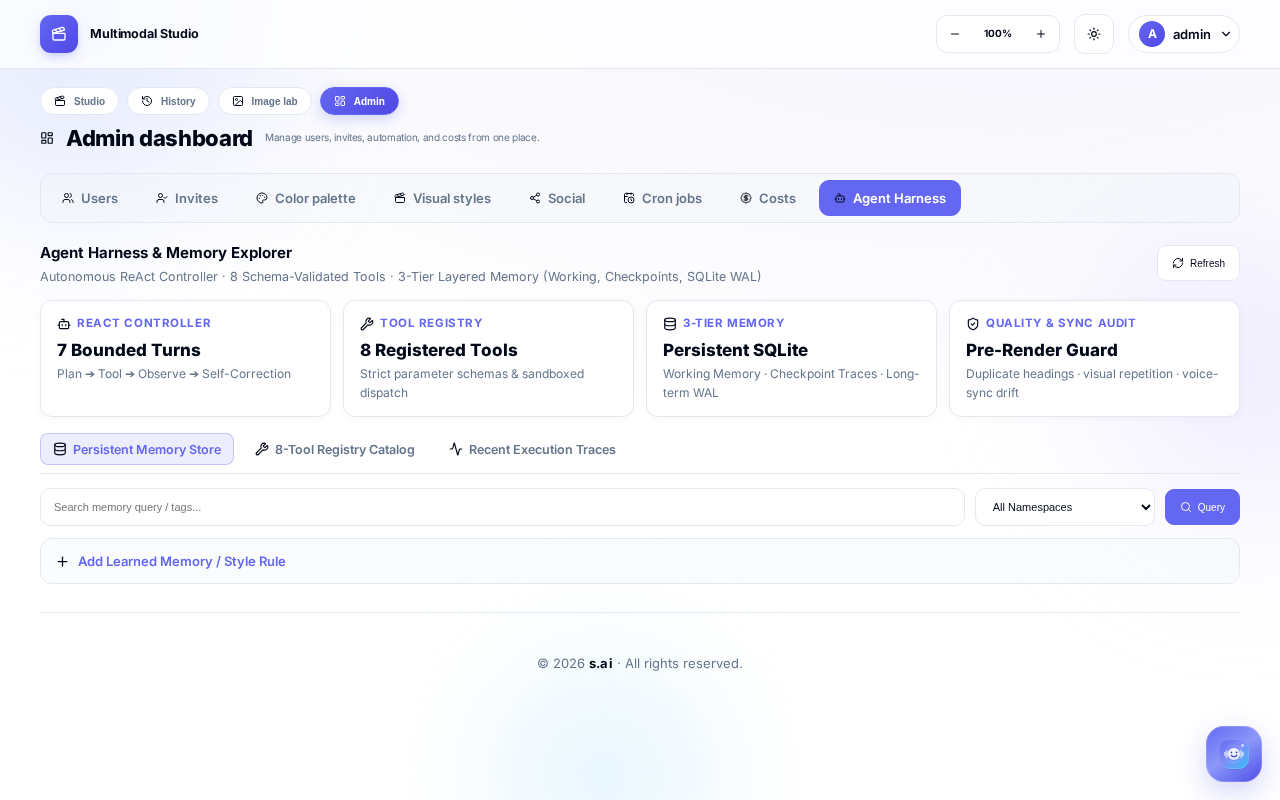 Multimodal Studio
100%
A admin
Studio
History
Image lab
Admin
Admin dashboard
Manage users, invites, automation, and costs from one place.
Users
Invites
Color palette
Visual styles
Social
Cron jobs
Costs
Agent Harness
Agent Harness & Memory Explorer
Autonomous ReAct Controller · 8 Schema-Validated Tools · 3-Tier Layered Memory (Working, Checkpoints, SQLite WAL)
Refresh
REACT CONTROLLER
7 Bounded Turns
Plan ➔ Tool ➔ Observe ➔ Self-Correction
TOOL REGISTRY
8 Registered Tools
Strict parameter schemas & sandboxed
dispatch
3-TIER MEMORY
Persistent SQLite
Working Memory · Checkpoint Traces · Long-
term WAL
QUALITY & SYNC AUDIT
Pre-Render Guard
Duplicate headings · visual repetition · voice-
sync drift
Persistent Memory Store
8-Tool Registry Catalog
Recent Execution Traces
Search memory query / tags...
All Namespaces
Query
Add Learned Memory / Style Rule
© 2026 s.ai · All rights reserved.